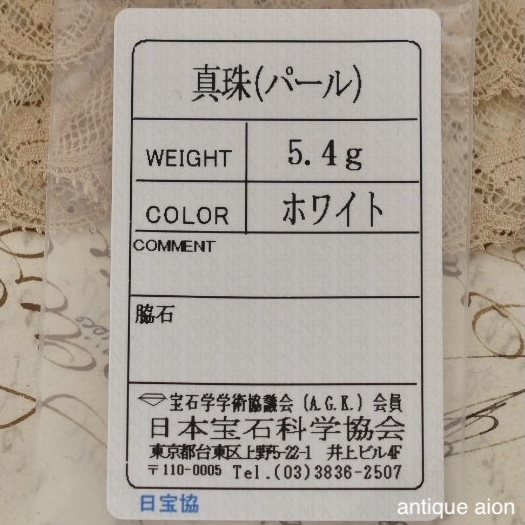 真珠(パール)
WEIGHT 5.4g
COLOR ホワイト
COMMENT
脇石
宝石学学術協議会 (A.G.K.) 会員
日本宝石科学協会
東京都台東区上野5-22-1 井上ビル4F
〒110-0005 Tel.(03)3836-2507
日宝協
antique aion